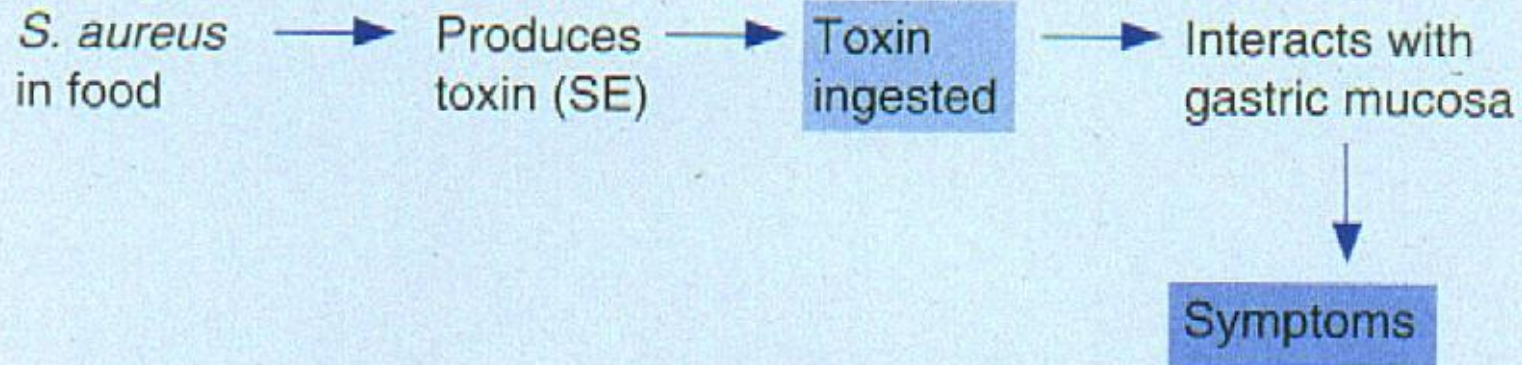 S. aureus
in food
Produces
toxin (SE)
Toxin
ingested
Interacts with
gastric mucosa
Symptoms